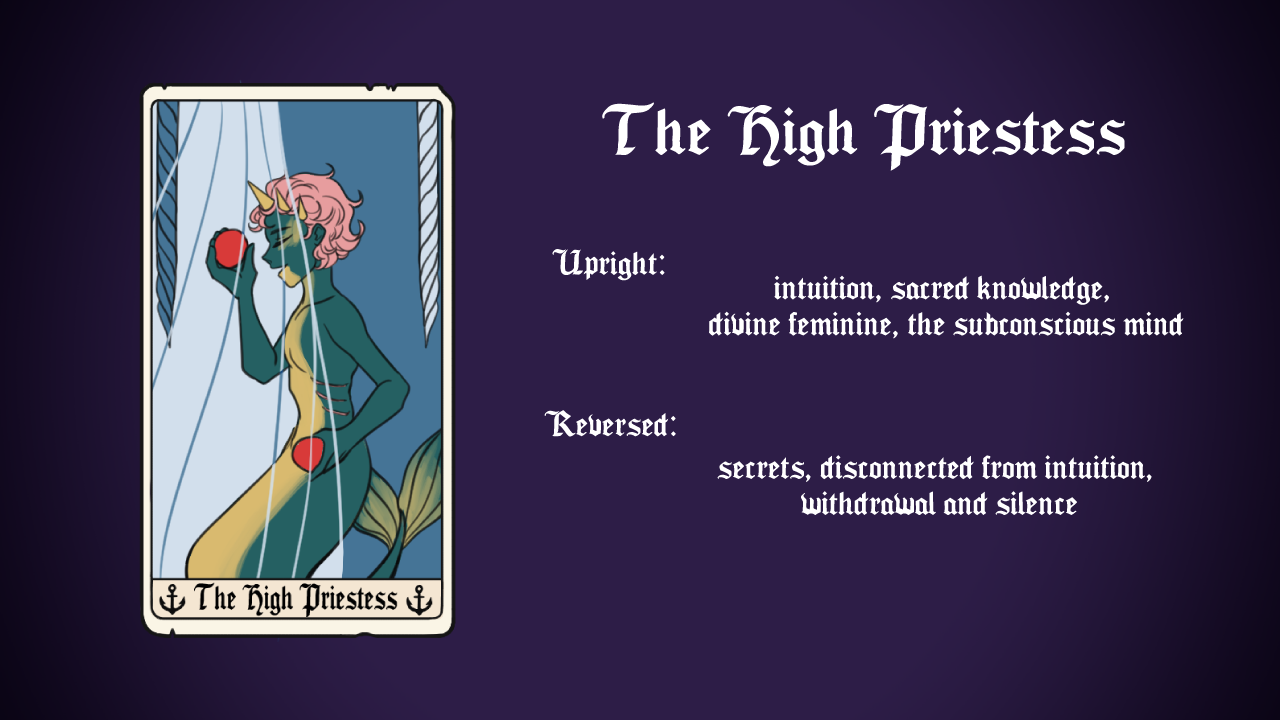 The High Priestess
Upright:
intuition, sacred knowledge,
divine feminine, the subconscious mind
Reversed:
secrets, disconnected from intuition,
withdrawal and silence
The High Priestess